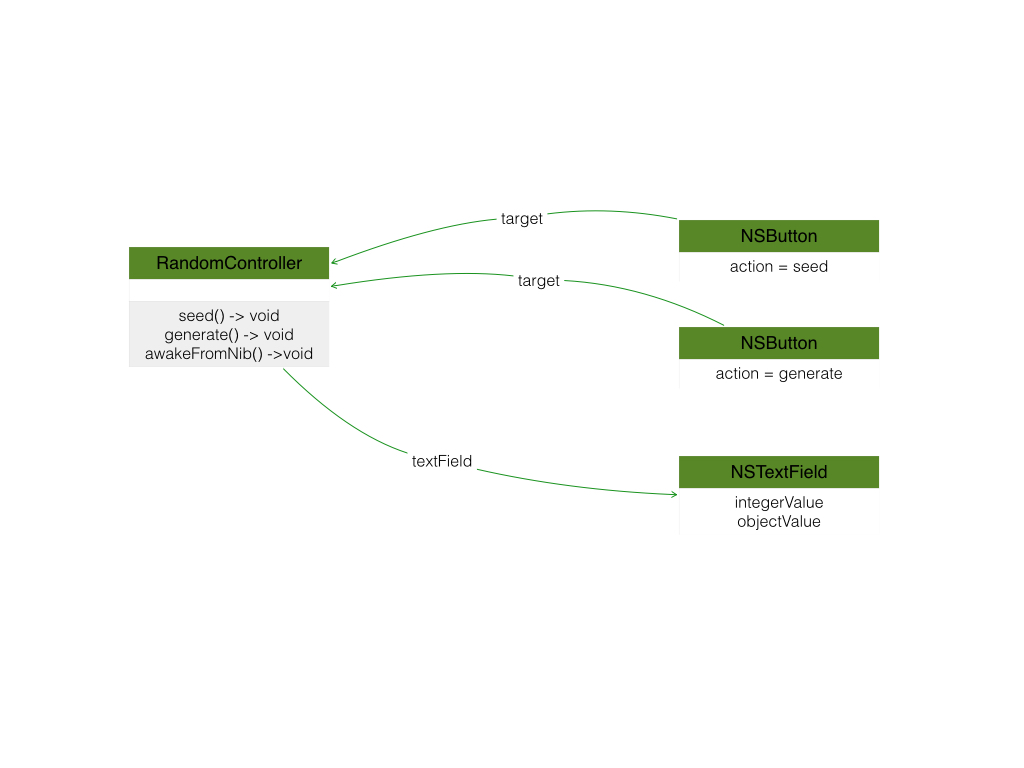 target
NSButton
action = seed
RandomController
target
seed() -> void
generate() -> void
awakeFromNib() ->void
NSButton
action = generate
textField
NSTextField
integerValue
objectValue